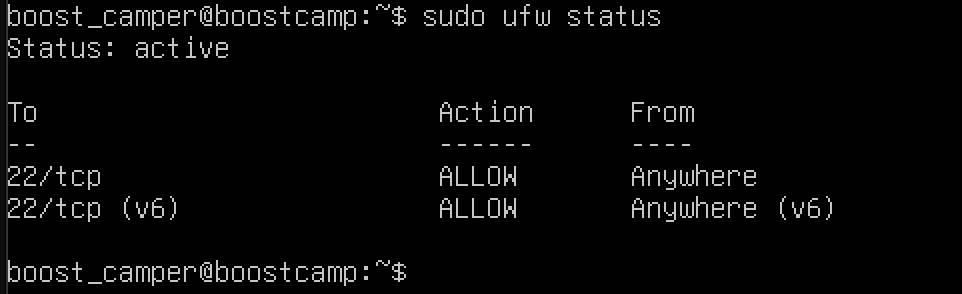 boost_camper@boostcamp:~$ sudo ufw status
Status: active
To Action From
-- ------ ----
22/tcp ALLOW Anywhere
22/tcp (v6) ALLOW Anywhere (v6)
boost_camper@boostcamp:~$